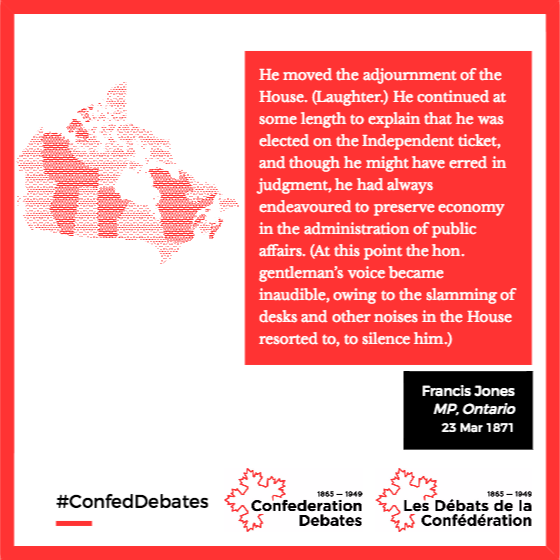 He moved the adjournment of the
House. (Laughter.) He continued at
some length to explain that he was
elected on the Independent ticket,
and though he might have erred in
judgment, he had always
endeavoured to preserve economy
in the administration of public
affairs. (At this point the hon.
gentleman's voice became
inaudible, owing to the slamming of
desks and other noises in the House
resorted to, to silence him.)
Francis Jones
MP, Ontario
23 Mar 1871
#ConfedDebates
1865 — 1949
Confederation
Debates
1865 — 1949
Les Débats de la
Confédération